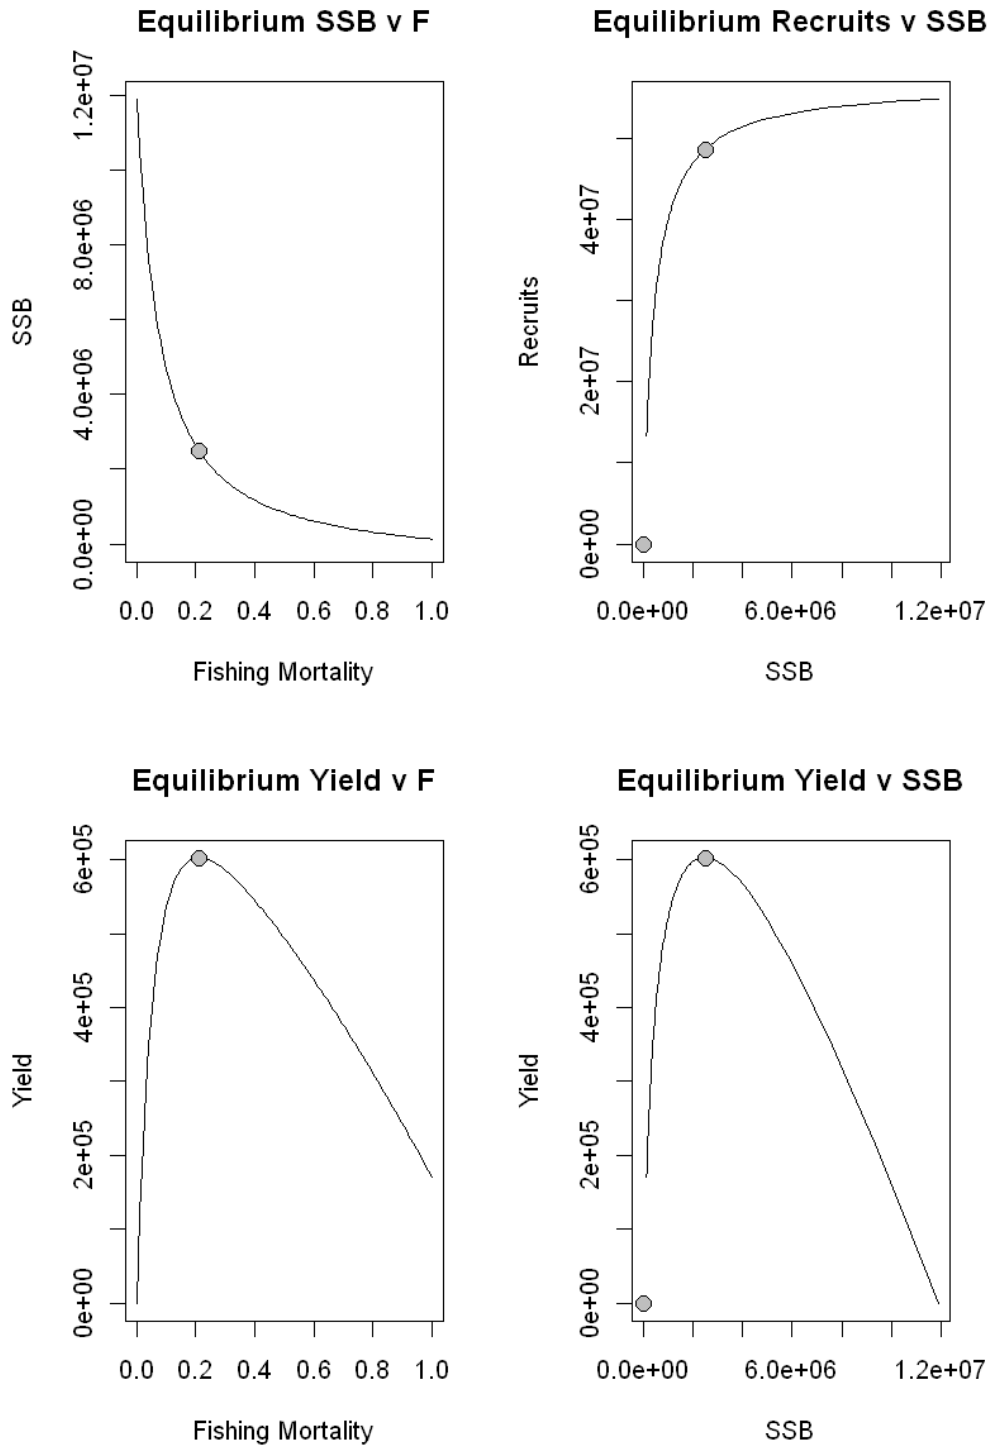 Equilibrium SSB v F
SSB
1.2e+07
8.0e+06
4.0e+06
0.0e+00
0.0 0.2 0.4 0.6 0.8 1.0
Fishing Mortality
Equilibrium Recruits v SSB
Recruits
4e+07
2e+07
0e+00
0.0e+00 6.0e+06 1.2e+07
SSB
Equilibrium Yield v F
Yield
6e+05
4e+05
2e+05
0e+00
0.0 0.2 0.4 0.6 0.8 1.0
Fishing Mortality
Equilibrium Yield v SSB
Yield
6e+05
4e+05
2e+05
0e+00
0.0e+00 6.0e+06 1.2e+07
SSB